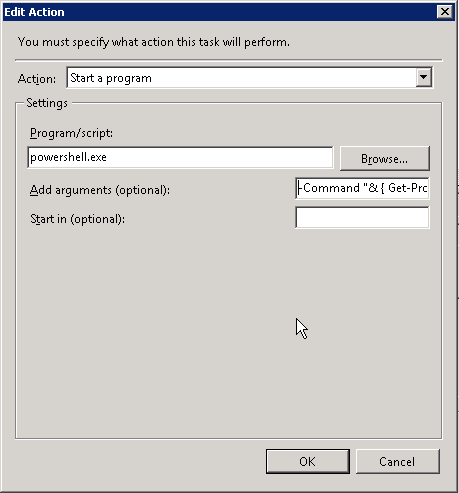 Edit Action
You must specify what action this task will perform.
Action: Start a program
Settings
Program/script:
powershell.exe
Browse...
Add arguments (optional): -Command "& { Get-Pro
Start in (optional):
OK Cancel